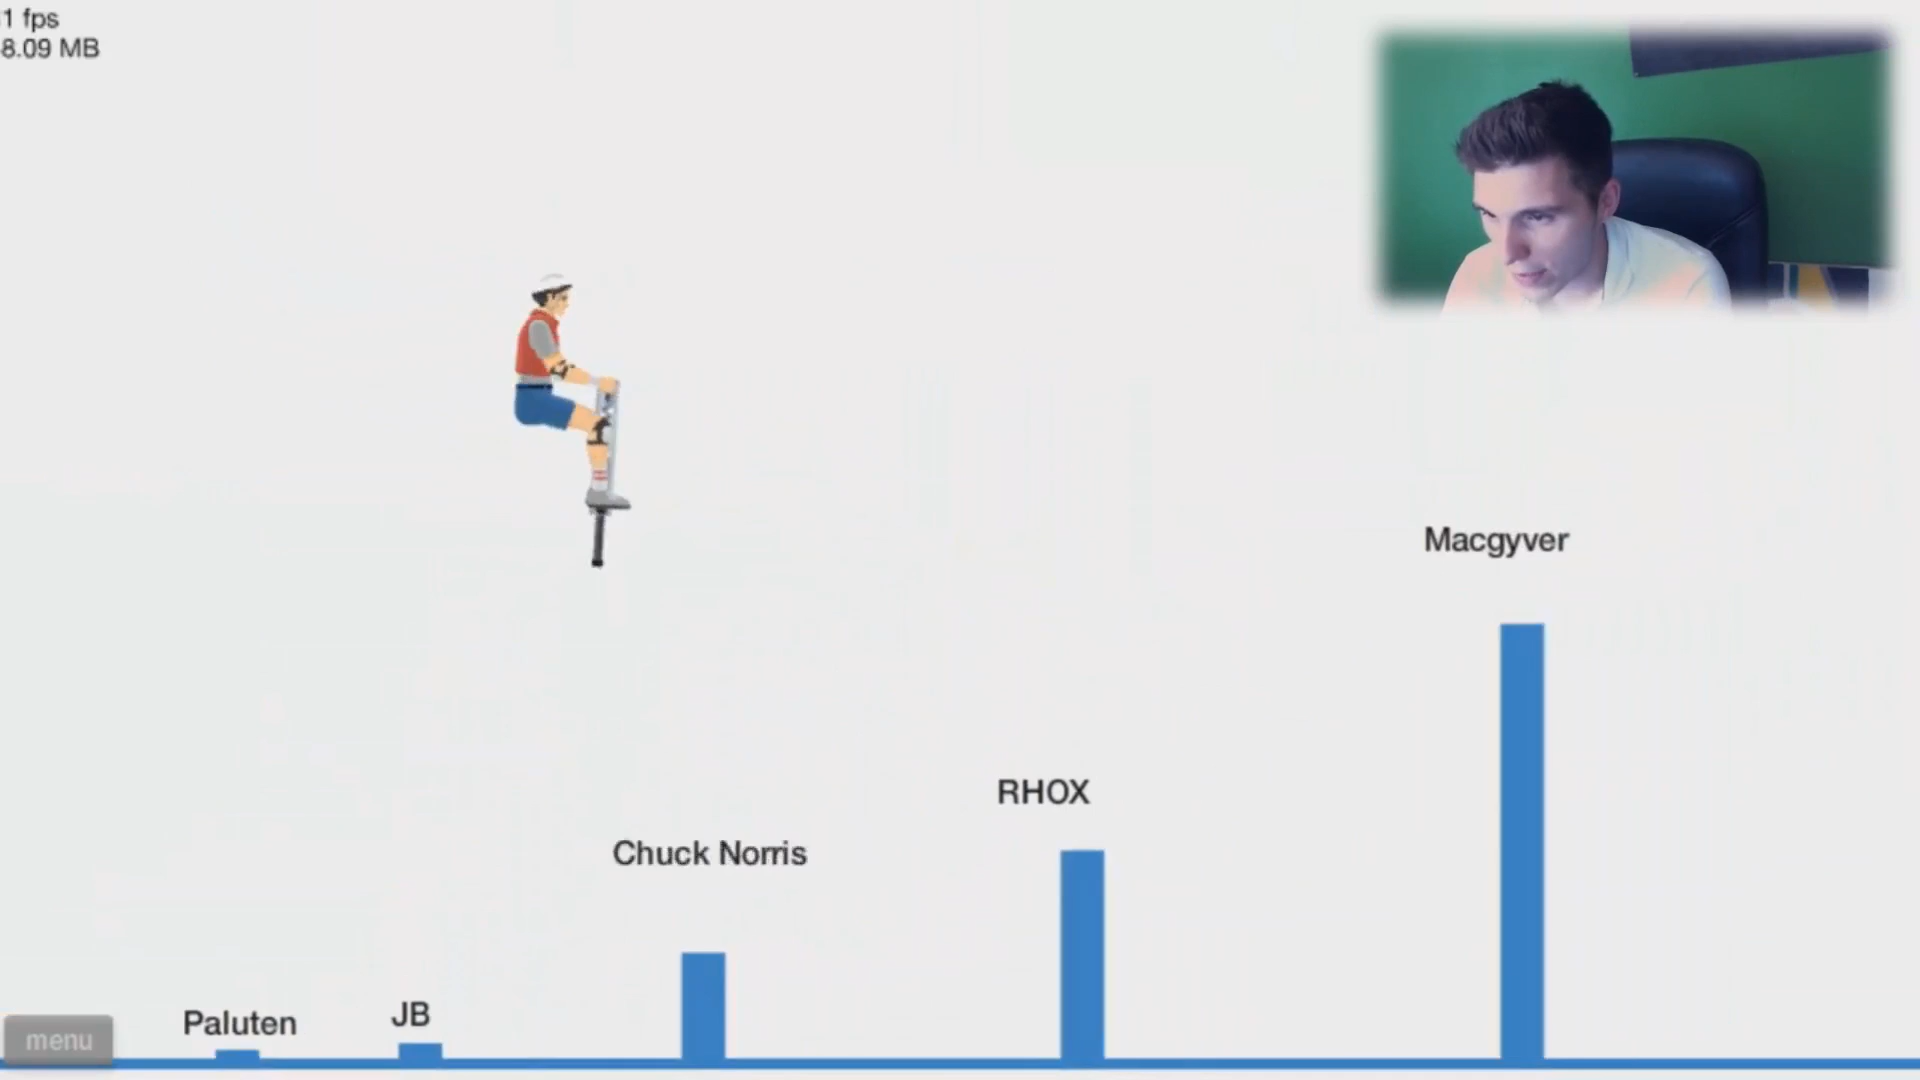 1 fps
8.09 MB
Macgyver
RHOX
Chuck Norris
JB
Paluten
menu